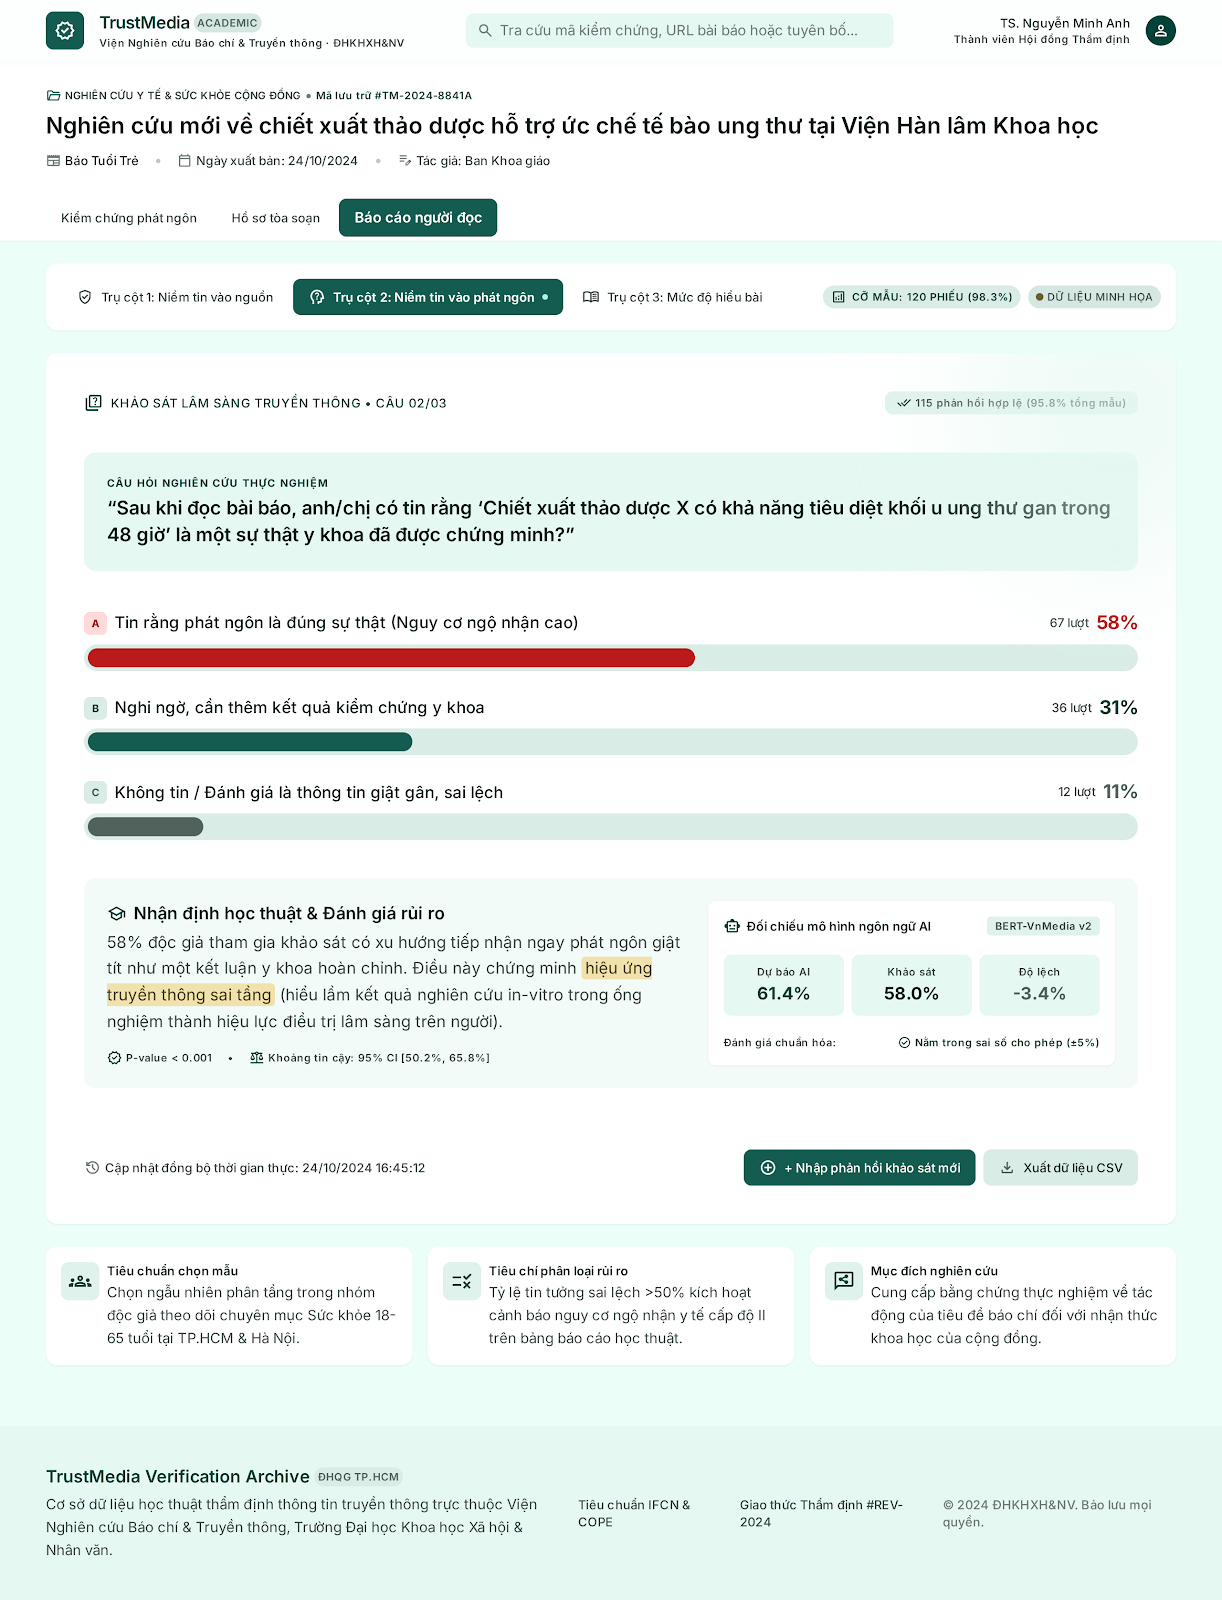 TrustMedia ACADEMIC
Viện Nghiên cứu Báo chí & Truyền thông · ĐHKHXH&NV
Tra cứu mã kiểm chứng, URL bài báo hoặc tuyên bố...
TS. Nguyễn Minh Anh
Thành viên Hội đồng Thẩm định
NGHIÊN CỨU Y TẾ & SỨC KHỎE CỘNG ĐỒNG • Mã lưu trữ #TM-2024-8841A
Nghiên cứu mới về chiết xuất thảo dược hỗ trợ ức chế tế bào ung thư tại Viện Hàn lâm Khoa học
Báo Tuổi Trẻ • Ngày xuất bản: 24/10/2024 • Tác giả: Ban Khoa giáo
Kiểm chứng phát ngôn
Hồ sơ tòa soạn
Báo cáo người đọc
Trụ cột 1: Niềm tin vào nguồn
Trụ cột 2: Niềm tin vào phát ngôn
Trụ cột 3: Mức độ hiểu bài
CỠ MẪU: 120 PHIẾU (98.3%)
DỮ LIỆU MINH HỌA
KHẢO SÁT LÂM SÀNG TRUYỀN THÔNG • CÂU 02/03
115 phản hồi hợp lệ (95.8% tổng mẫu)
CÂU HỎI NGHIÊN CỨU THỰC NGHIỆM
“Sau khi đọc bài báo, anh/chị có tin rằng ‘Chiết xuất thảo dược X có khả năng tiêu diệt khối u ung thư gan trong
48 giờ’ là một sự thật y khoa đã được chứng minh?”
A Tin rằng phát ngôn là đúng sự thật (Nguy cơ ngộ nhận cao)
67 lượt 58%
B Nghi ngờ, cần thêm kết quả kiểm chứng y khoa
36 lượt 31%
C Không tin / Đánh giá là thông tin giật gân, sai lệch
12 lượt 11%
Nhận định học thuật & Đánh giá rủi ro
58% độc giả tham gia khảo sát có xu hướng tiếp nhận ngay phát ngôn giật
tít như một kết luận y khoa hoàn chỉnh. Điều này chứng minh hiệu ứng
truyền thông sai tầng (hiểu lầm kết quả nghiên cứu in-vitro trong ống
nghiệm thành hiệu lực điều trị lâm sàng trên người).
P-value < 0.001 • Khoảng tin cậy: 95% CI [50.2%, 65.8%]
Đối chiếu mô hình ngôn ngữ AI
BERT-VnMedia v2
Dự báo AI
61.4%
Khảo sát
58.0%
Độ lệch
-3.4%
Đánh giá chuẩn hóa:
Nằm trong sai số cho phép (±5%)
Cập nhật đồng bộ thời gian thực: 24/10/2024 16:45:12
+ Nhập phản hồi khảo sát mới
Xuất dữ liệu CSV
Tiêu chuẩn chọn mẫu
Chọn ngẫu nhiên phân tầng trong nhóm
độc giả theo dõi chuyên mục Sức khỏe 18-
65 tuổi tại TP.HCM & Hà Nội.
Tiêu chí phân loại rủi ro
Tỷ lệ tin tưởng sai lệch >50% kích hoạt
cảnh báo nguy cơ ngộ nhận y tế cấp độ II
trên bảng báo cáo học thuật.
Mục đích nghiên cứu
Cung cấp bằng chứng thực nghiệm về tác
động của tiêu đề báo chí đối với nhận thức
khoa học của cộng đồng.
TrustMedia Verification Archive ĐHQG TP.HCM
Cơ sở dữ liệu học thuật thẩm định thông tin truyền thông trực thuộc Viện
Nghiên cứu Báo chí & Truyền thông, Trường Đại học Khoa học Xã hội &
Nhân văn.
Tiêu chuẩn IFCN &
COPE
Giao thức Thẩm định #REV-
2024
© 2024 ĐHKHXH&NV. Bảo lưu mọi
quyền.